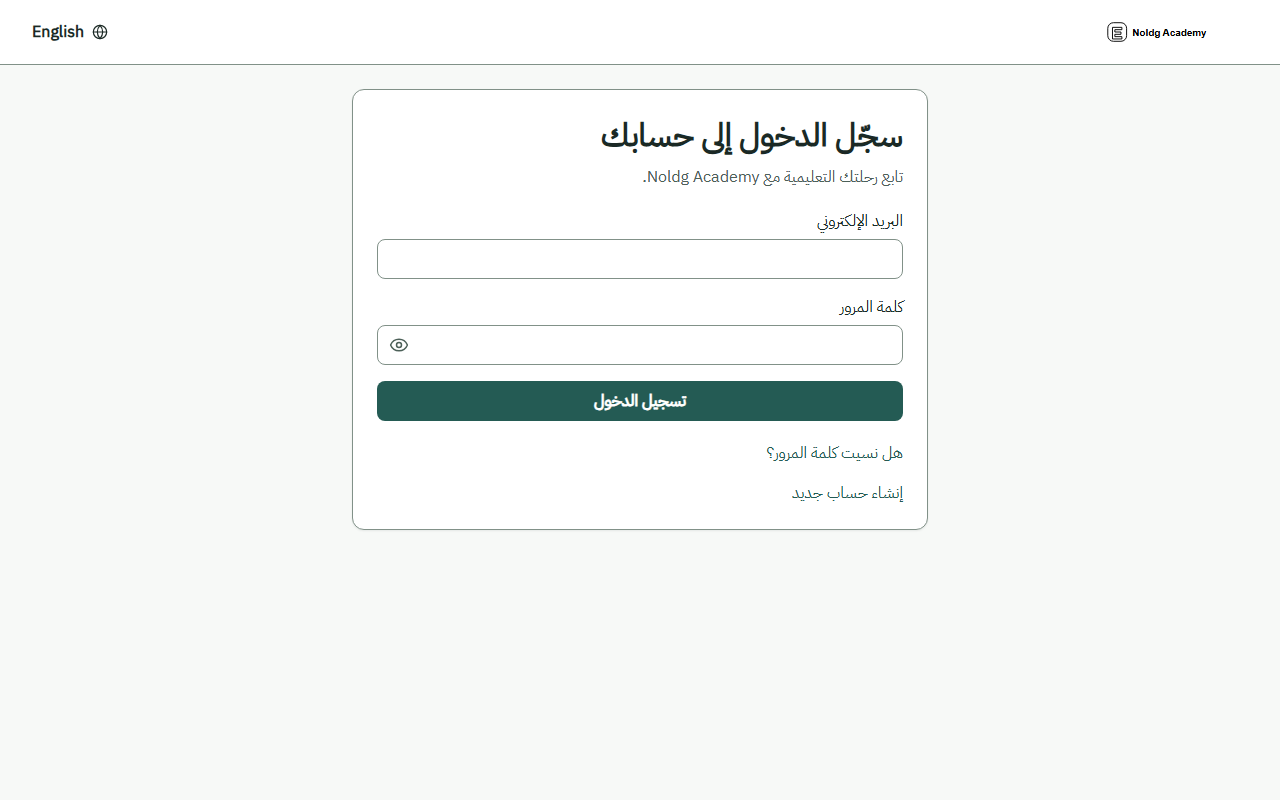 Noldg Academy
English
سجّل الدخول إلى حسابك
تابع رحلتك التعليمية مع Noldg Academy.
البريد الإلكتروني
كلمة المرور
تسجيل الدخول
هل نسيت كلمة المرور؟
إنشاء حساب جديد